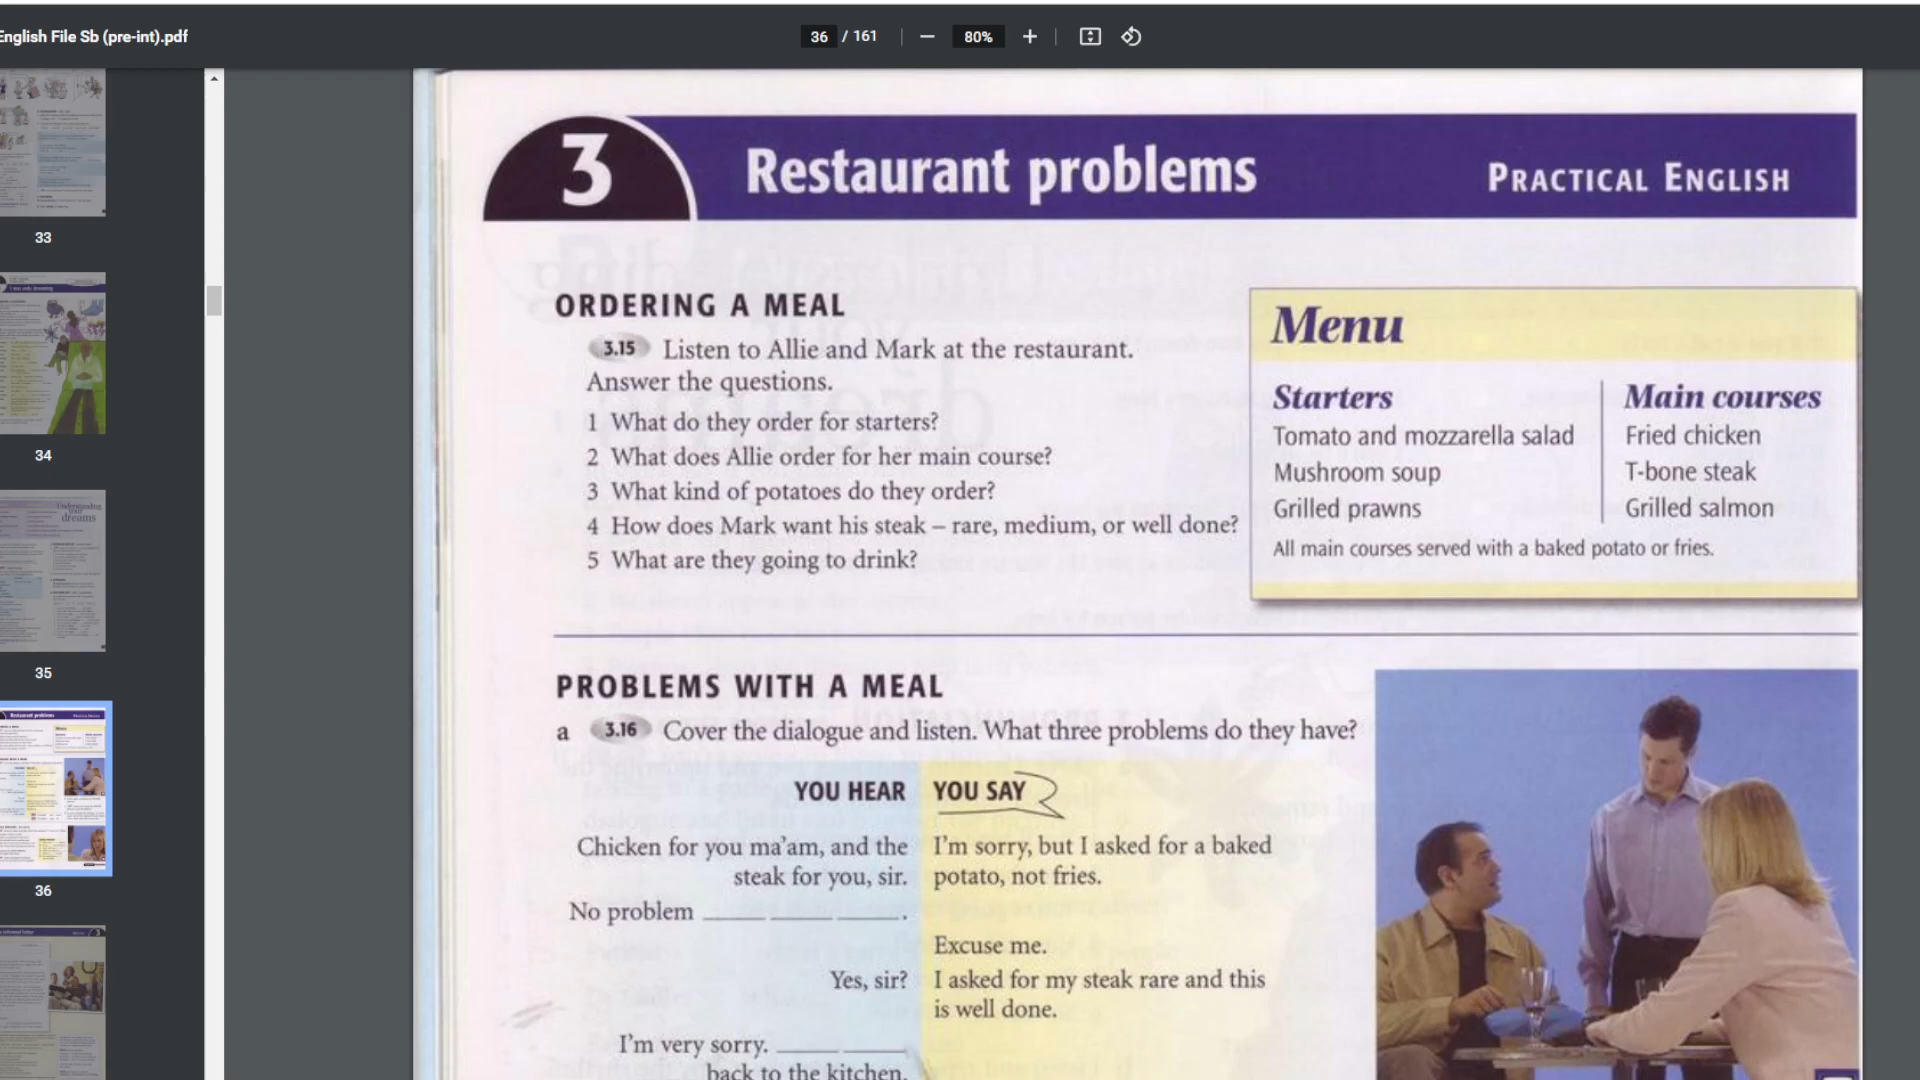 English File Sb (pre-int).pdf
36 / 161
80%
33
34
35
36
3
Restaurant problems
PRACTICAL ENGLISH
ORDERING A MEAL
3.15 Listen to Allie and Mark at the restaurant.
Answer the questions.
1 What do they order for starters?
2 What does Allie order for her main course?
3 What kind of potatoes do they order?
4 How does Mark want his steak – rare, medium, or well done?
5 What are they going to drink?
Menu
Starters
Tomato and mozzarella salad
Mushroom soup
Grilled prawns
Main courses
Fried chicken
T-bone steak
Grilled salmon
All main courses served with a baked potato or fries.
PROBLEMS WITH A MEAL
a 3.16 Cover the dialogue and listen. What three problems do they have?
YOU HEAR
YOU SAY
Chicken for you ma'am, and the
steak for you, sir.
I'm sorry, but I asked for a baked
potato, not fries.
No problem ____ ____ ____.
Excuse me.
Yes, sir?
I asked for my steak rare and this
is well done.
I'm very sorry. ____ ____
back to the kitchen.